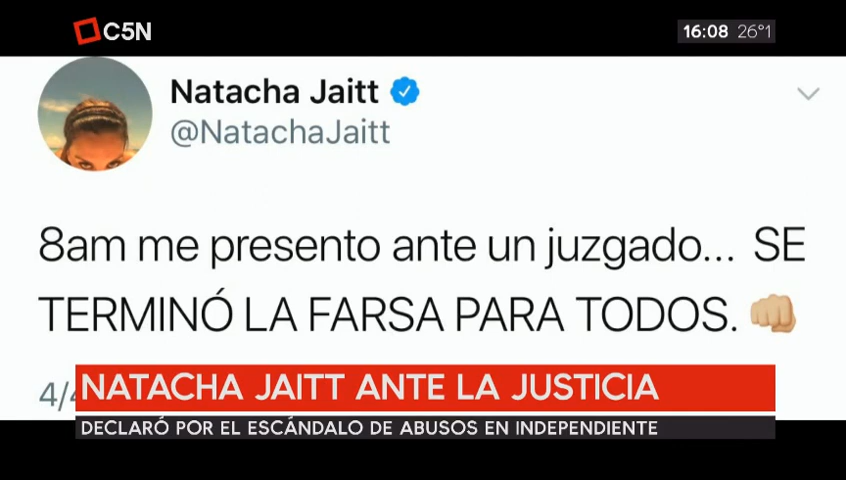 C5N
16:08 26°1
Natacha Jaitt
@NatachaJaitt
8am me presento ante un juzgado... SE
TERMINÓ LA FARSA PARA TODOS. 👊🏼
4/
NATACHA JAITT ANTE LA JUSTICIA
DECLARÓ POR EL ESCÁNDALO DE ABUSOS EN INDEPENDIENTE